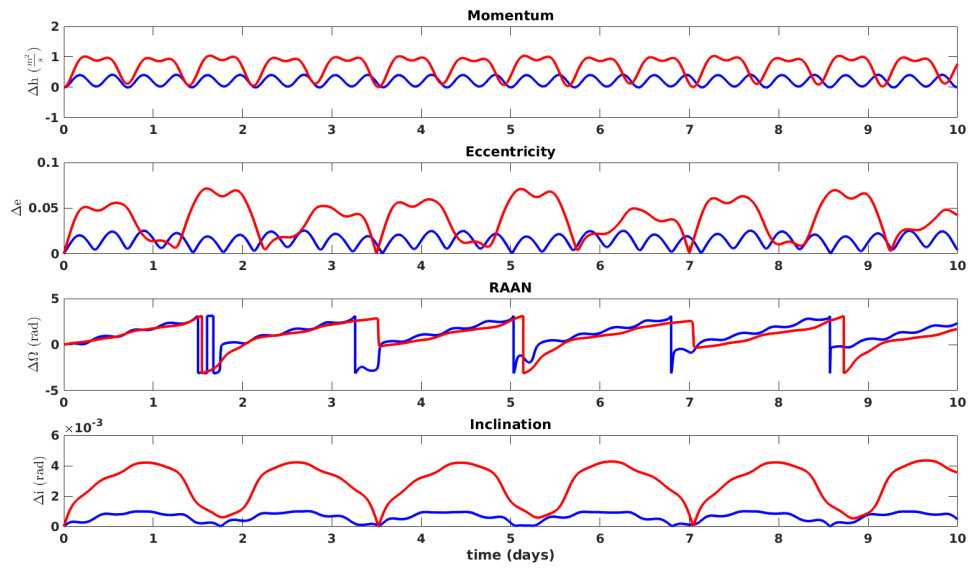 Momentum
Δh (m²/s)
2
1
0
-1
0 1 2 3 4 5 6 7 8 9 10
Eccentricity
Δe
0.1
0.05
0
0 1 2 3 4 5 6 7 8 9 10
RAAN
ΔΩ (rad)
5
0
-5
0 1 2 3 4 5 6 7 8 9 10
Inclination
×10⁻³
Δi (rad)
6
4
2
0
0 1 2 3 4 5 6 7 8 9 10
time (days)